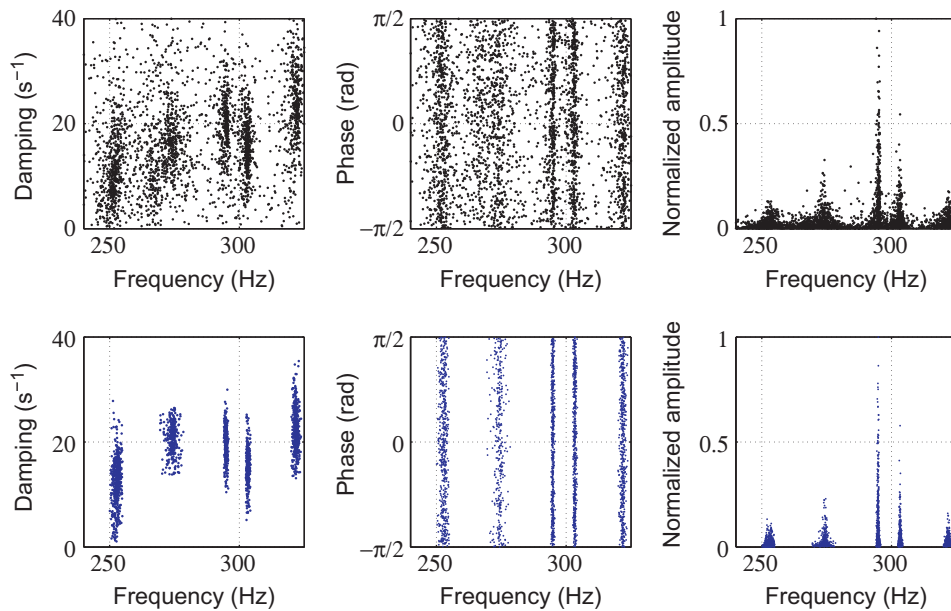 Damping (s⁻¹)
40
20
0
250
300
Frequency (Hz)
Phase (rad)
π/2
0
−π/2
250
300
Frequency (Hz)
Normalized amplitude
1
0.5
0
250
300
Frequency (Hz)
Damping (s⁻¹)
40
20
0
250
300
Frequency (Hz)
Phase (rad)
π/2
0
−π/2
250
300
Frequency (Hz)
Normalized amplitude
1
0.5
0
250
300
Frequency (Hz)